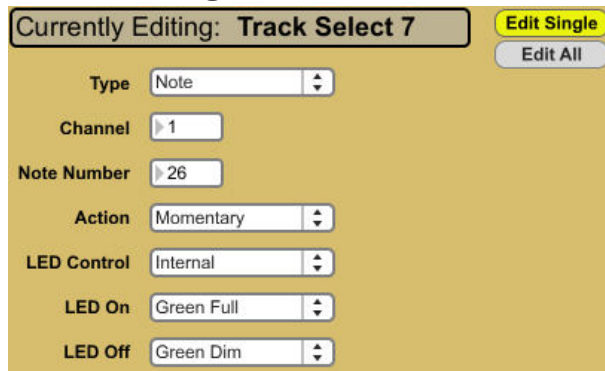 Currently Editing: Track Select 7
Edit Single
Edit All
Type Note
Channel 1
Note Number 26
Action Momentary
LED Control Internal
LED On Green Full
LED Off Green Dim